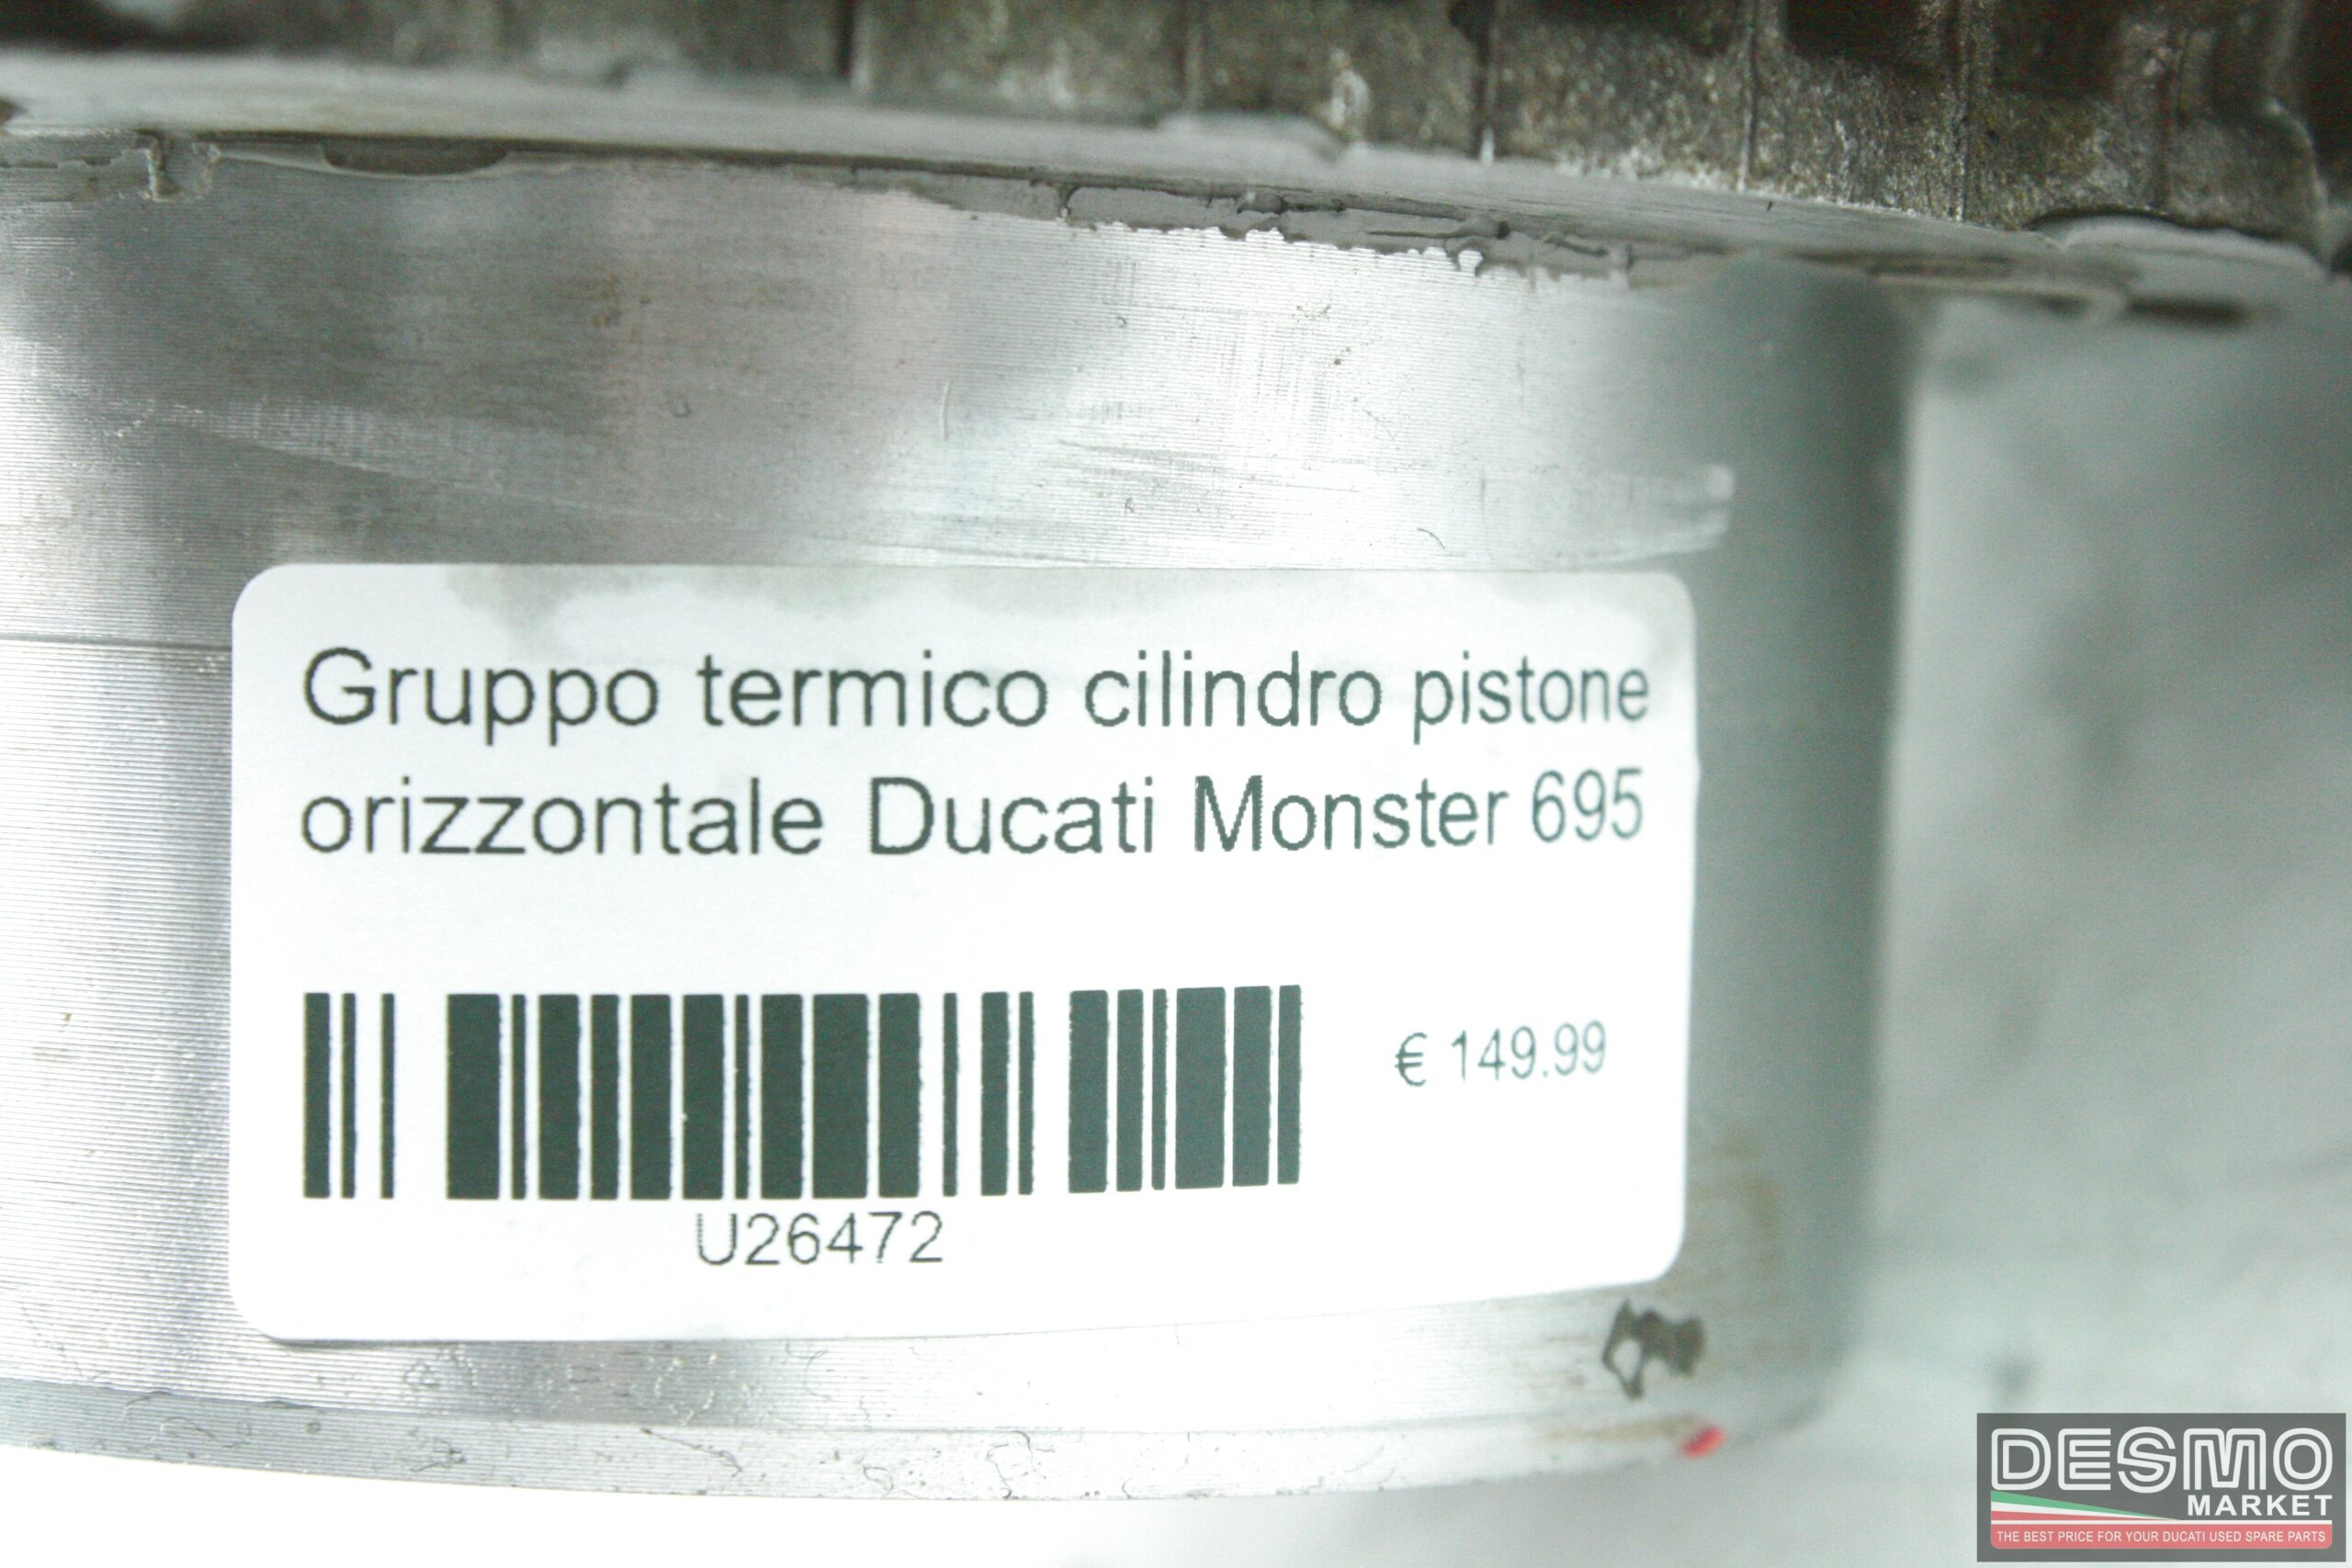 Gruppo termico cilindro pistone
orizzontale Ducati Monster 695
€ 149.99
U26472
DESMO
MARKET
THE BEST PRICE FOR YOUR DUCATI USED SPARE PARTS